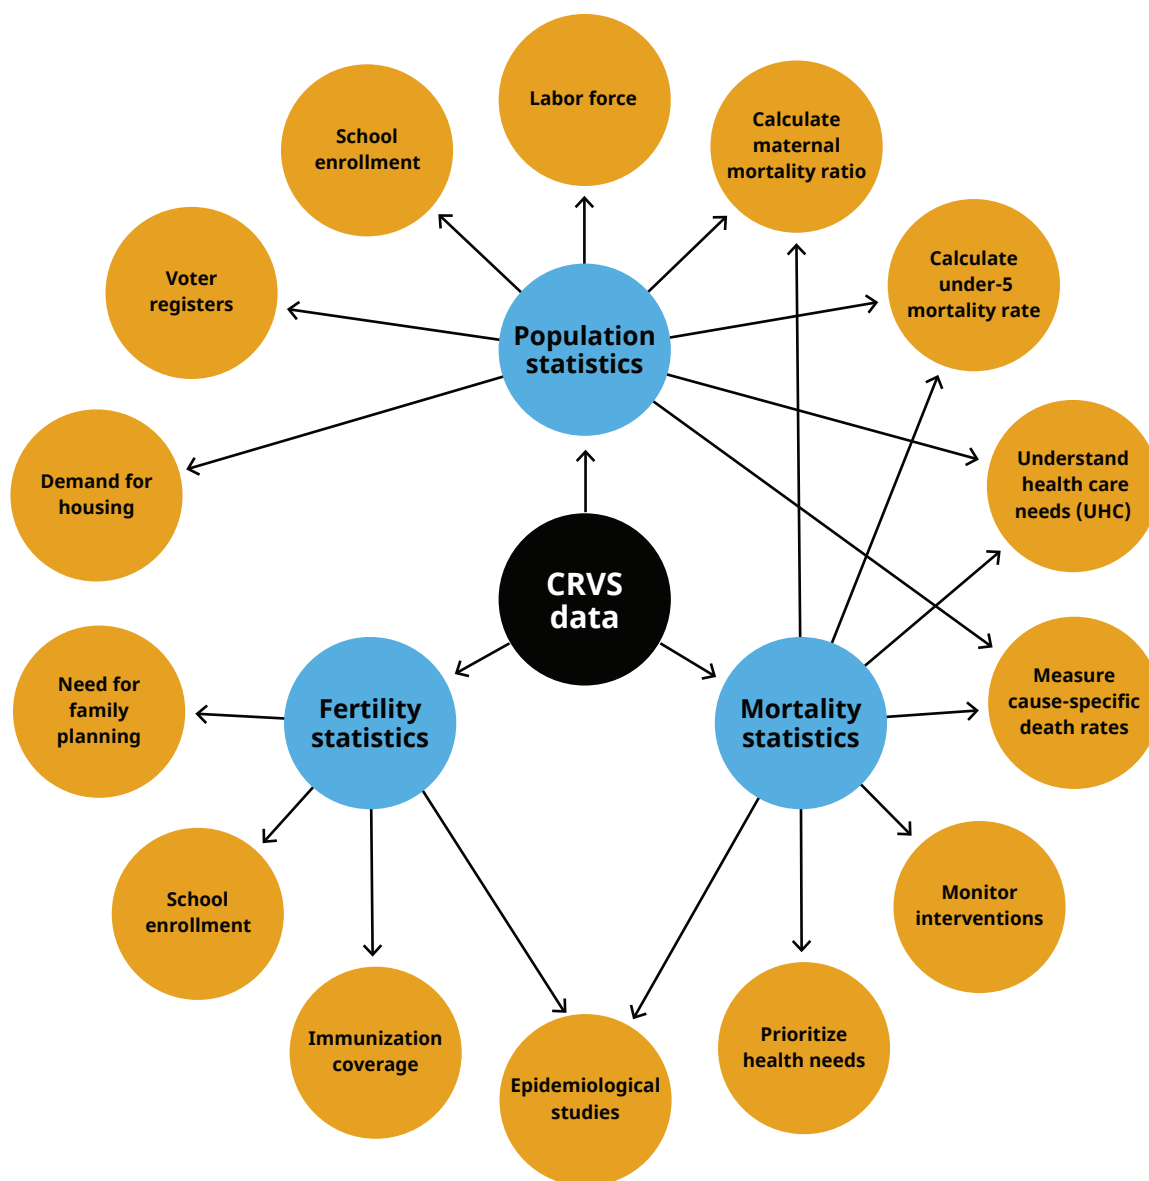 Labor force
School
enrollment
Calculate
maternal
mortality ratio
Voter
registers
Calculate
under-5
mortality rate
Population
statistics
Demand for
housing
Understand
health care
needs (UHC)
CRVS
data
Need for
family
planning
Fertility
statistics
Mortality
statistics
Measure
cause-specific
death rates
School
enrollment
Monitor
interventions
Immunization
coverage
Epidemiological
studies
Prioritize
health needs